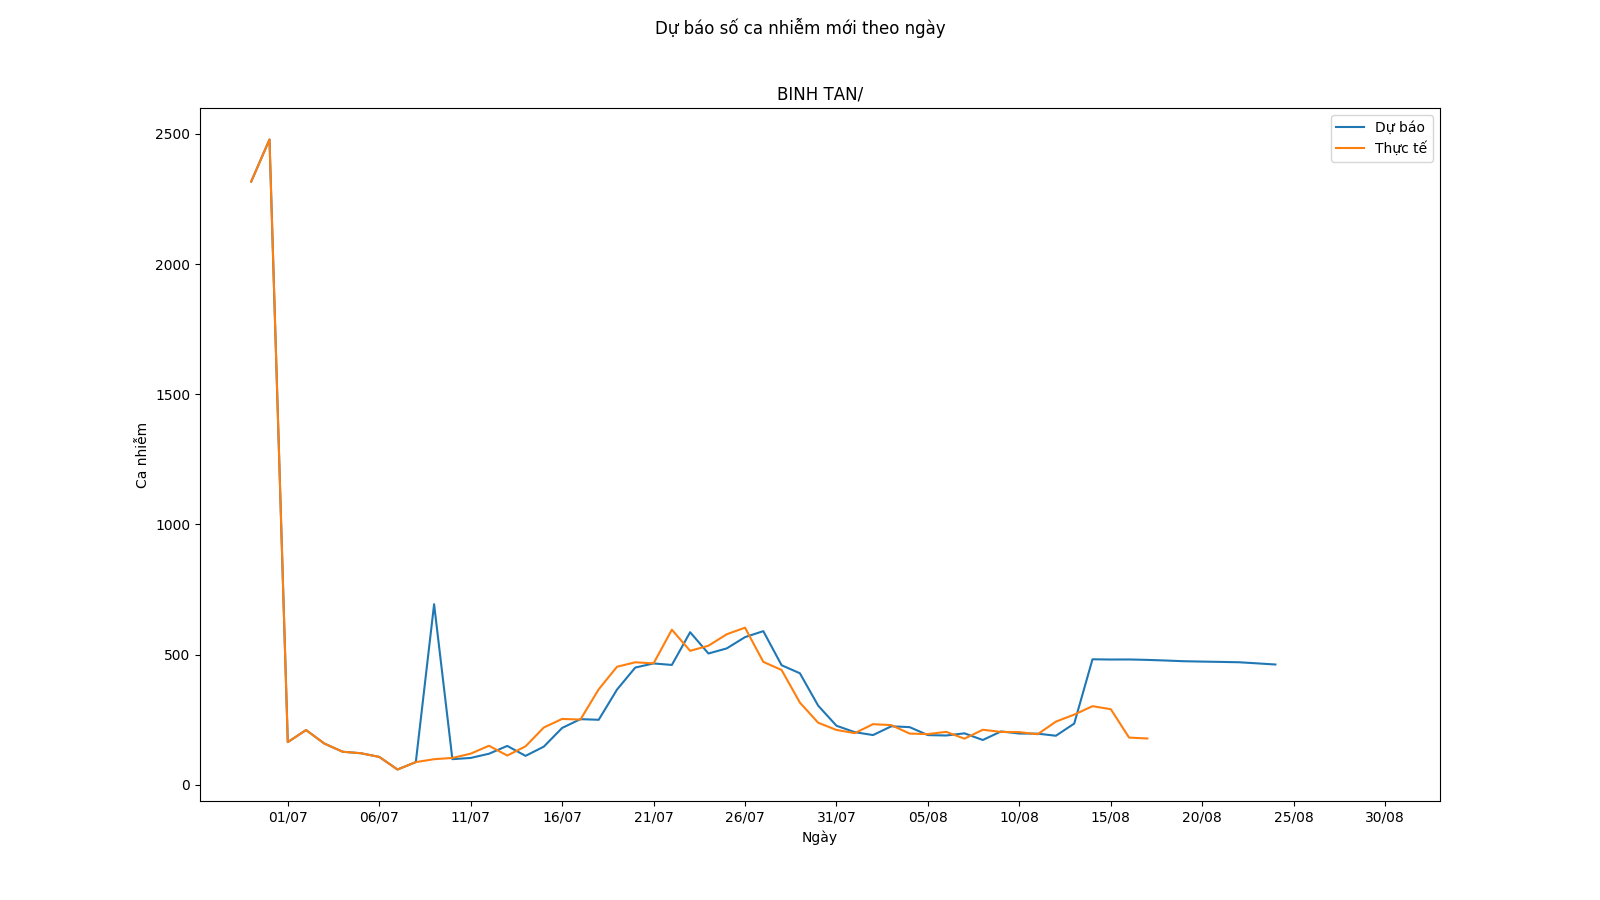 Dự báo số ca nhiễm mới theo ngày
BINH TAN/
Dự báo
Thực tế
2500
2000
1500
1000
500
0
Ca nhiễm
01/07 06/07 11/07 16/07 21/07 26/07 31/07 05/08 10/08 15/08 20/08 25/08 30/08
Ngày